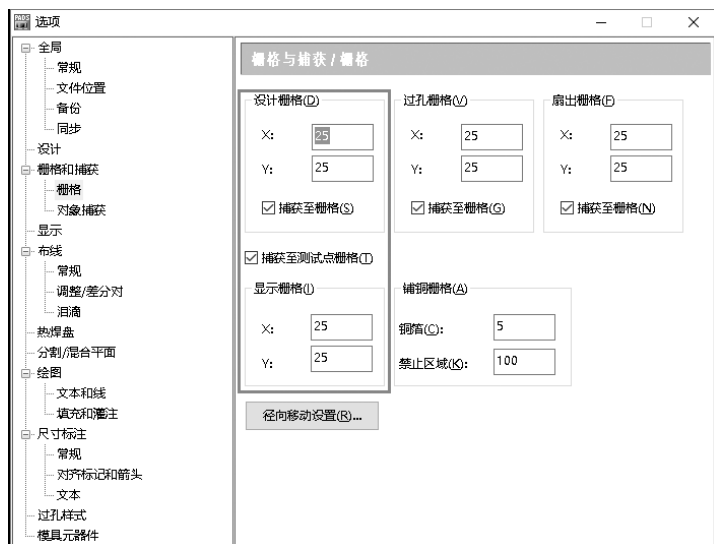 PADS 选项
全局
常规
文件位置
备份
同步
设计
栅格和捕获
栅格
对象捕获
显示
布线
常规
调整/差分对
泪滴
热焊盘
分割/混合平面
绘图
文本和线
填充和灌注
尺寸标注
常规
对齐标记和箭头
文本
过孔样式
模具元器件
栅格与捕获 / 栅格
设计栅格(D)
X: 25
Y: 25
捕获至栅格(S)
过孔栅格(V)
X: 25
Y: 25
捕获至栅格(G)
扇出栅格(F)
X: 25
Y: 25
捕获至栅格(N)
捕获至测试点栅格(T)
显示栅格(I)
X: 25
Y: 25
铺铜栅格(A)
铜箔(C): 5
禁止区域(K): 100
径向移动设置(R)...